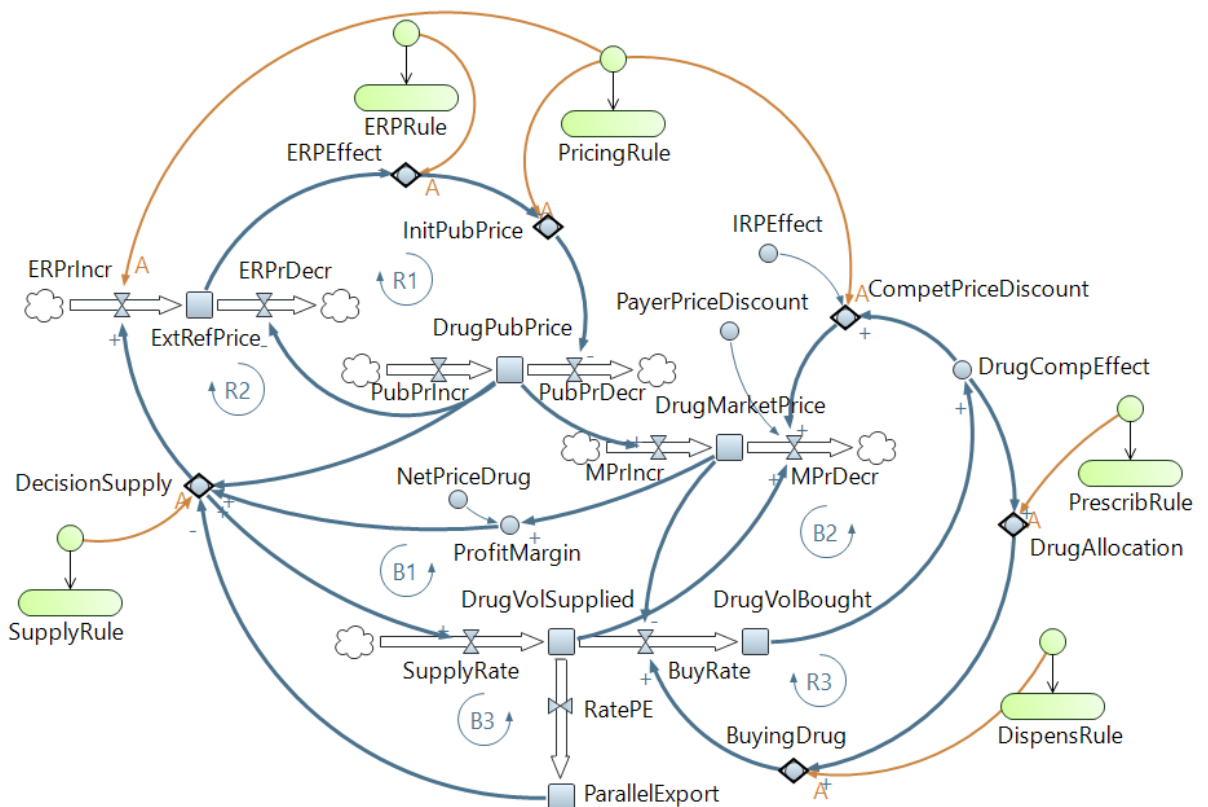 ERPRule
PricingRule
ERPEffect
A
A
InitPubPrice
IRPEffect
ERPrIncr
A
ERPrDecr
R1
PayerPriceDiscount
A
CompetPriceDiscount
+
+
ExtRefPrice
-
DrugPubPrice
-
R2
PubPrIncr
PubPrDecr
DrugCompEffect
DrugMarketPrice
+
+
+
MPrIncr
MPrDecr
+
DecisionSupply
NetPriceDrug
PrescribRule
A
+
+
-
ProfitMargin
+
B2
+
A
DrugAllocation
B1
SupplyRule
DrugVolSupplied
DrugVolBought
+
-
SupplyRate
BuyRate
+
R3
B3
RatePE
BuyingDrug
DispensRule
A
+
ParallelExport